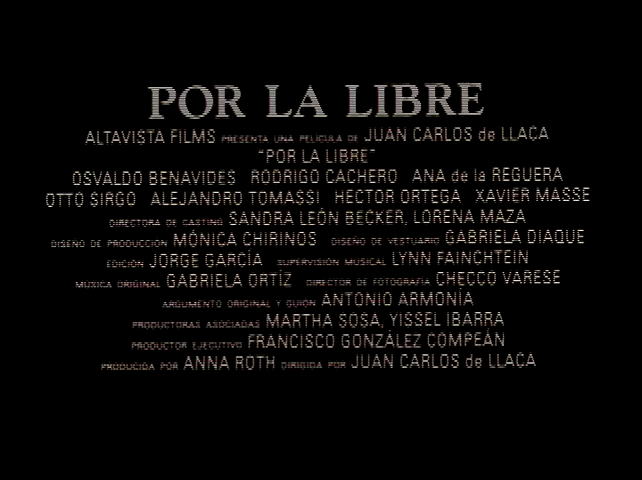 POR LA LIBRE
ALTAVISTA FILMS PRESENTA UNA PELICULA DE JUAN CARLOS de LLACA
"POR LA LIBRE"
OSVALDO BENAVIDES RODRIGO CACHERO ANA de la REGUERA
OTTO SIRGO ALEJANDRO TOMASSI HECTOR ORTEGA XAVIER MASSE
DIRECTORA DE CASTING SANDRA LEÓN BECKER, LORENA MAZA
DISEÑO DE PRODUCCION MÓNICA CHIRINOS DISEÑO DE VESTUARIO GABRIELA DIAQUE
EDICIÓN JORGE GARCÍA SUPERVISIÓN MUSICAL LYNN FAINCHTEIN
MUSICA ORIGINAL GABRIELA ORTÍZ DIRECTOR DE FOTOGRAFIA CHECCO VARESE
ARGUMENTO ORIGINAL Y GUIÓN ANTONIO ARMONÍA
PRODUCTORAS ASOCIADAS MARTHA SOSA, YISSEL IBARRA
PRODUCTOR EJECUTIVO FRANCISCO GONZÁLEZ COMPEÁN
PRODUCIDA POR ANNA ROTH DIRIGIDA POR JUAN CARLOS de LLACA